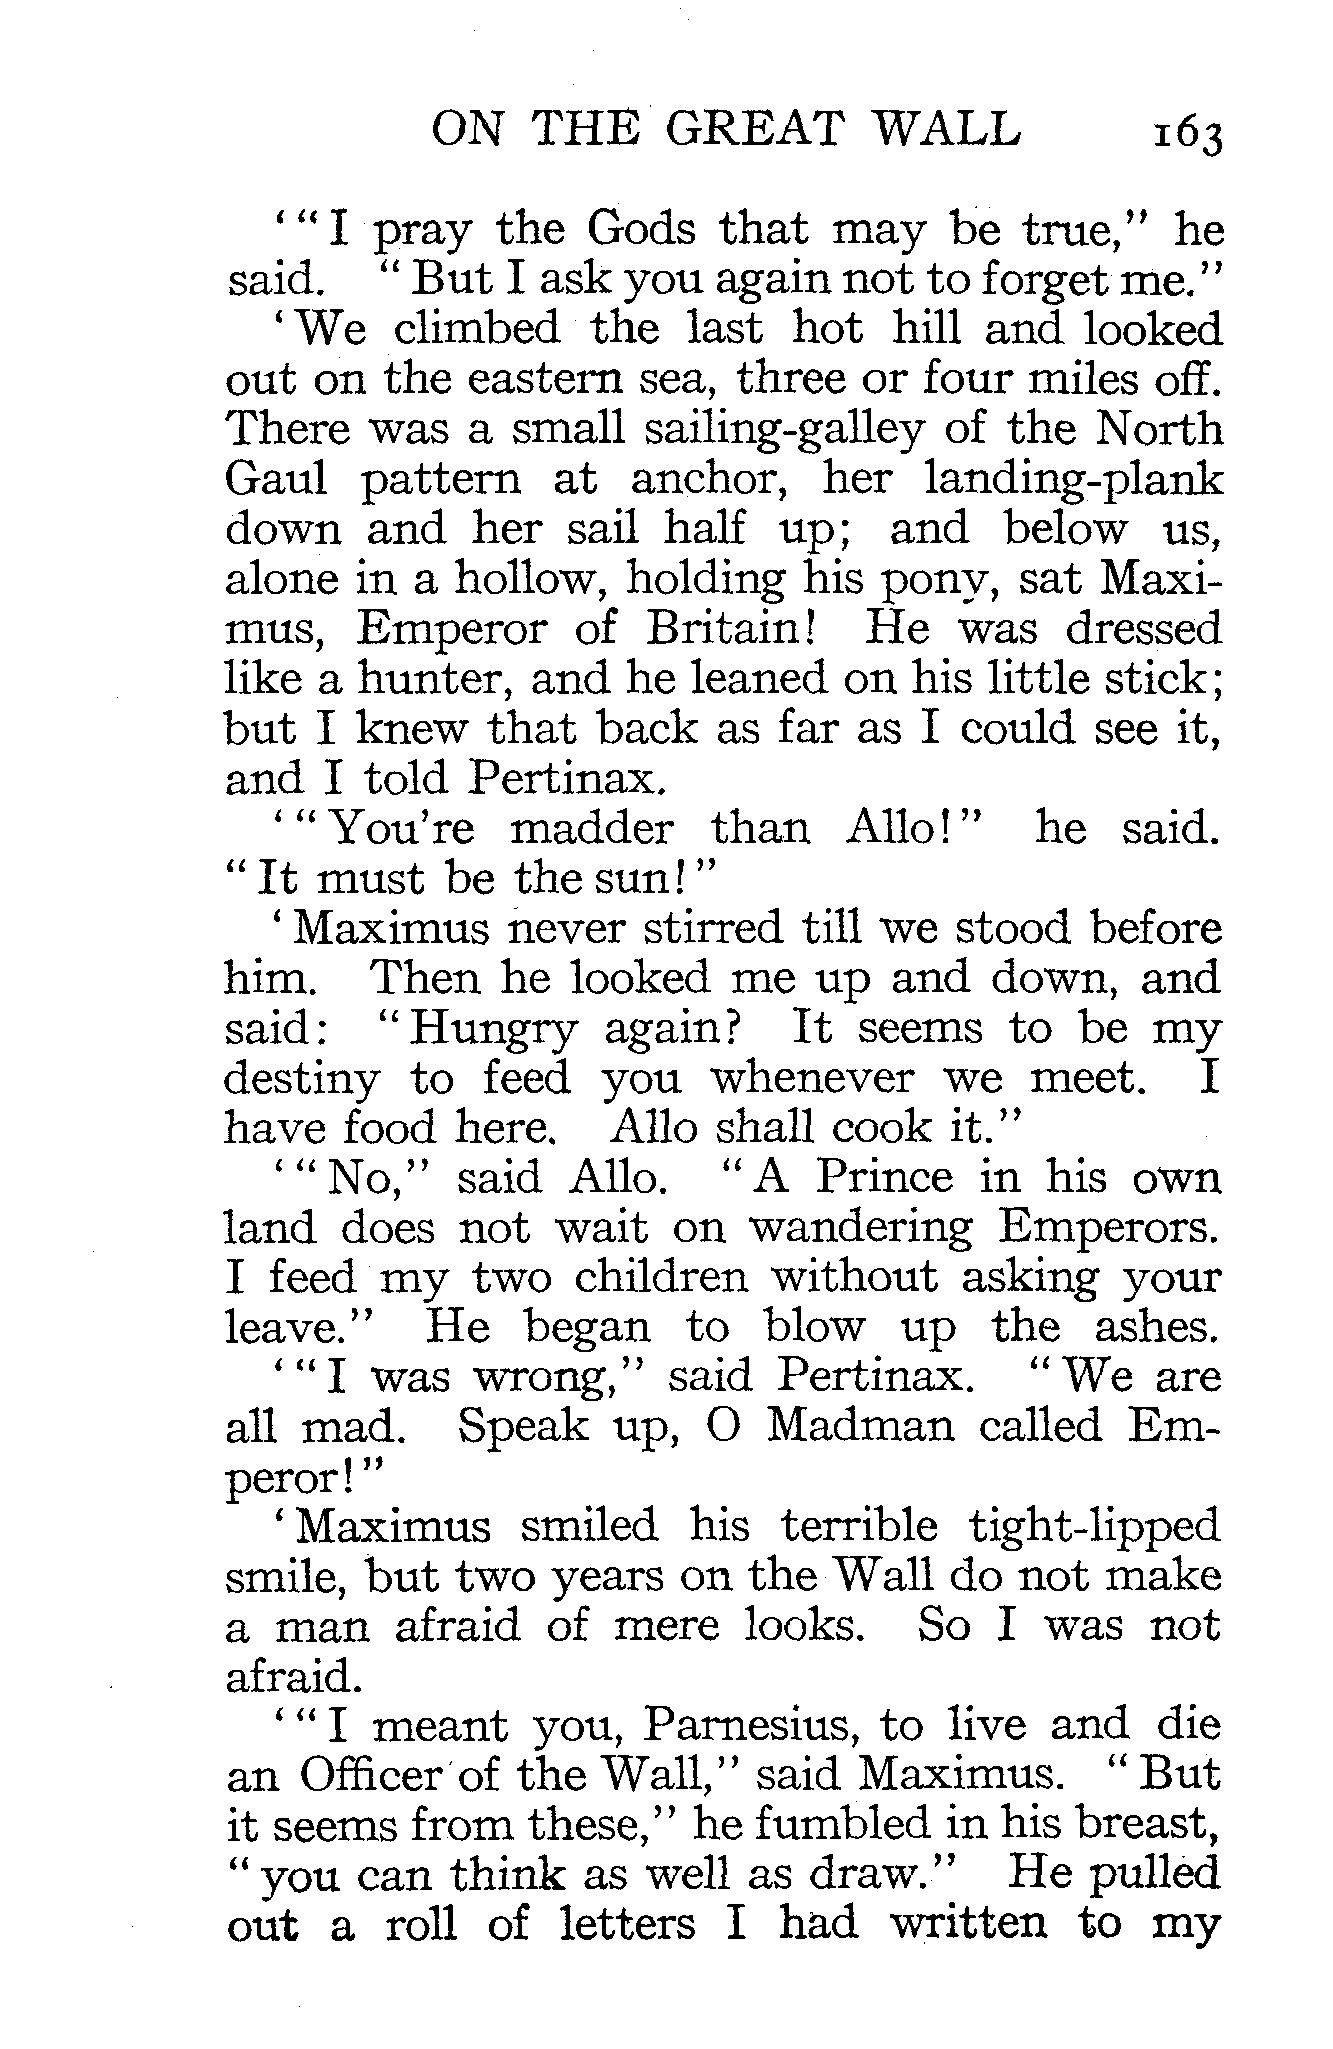 ON THE GREAT WALL 163
‘“I pray the Gods that may be true,” he
said. “But I ask you again not to forget me.”
‘We climbed the last hot hill and looked
out on the eastern sea, three or four miles off.
There was a small sailing-galley of the North
Gaul pattern at anchor, her landing-plank
down and her sail half up; and below us,
alone in a hollow, holding his pony, sat Maxi-
mus, Emperor of Britain! He was dressed
like a hunter, and he leaned on his little stick;
but I knew that back as far as I could see it,
and I told Pertinax.
‘“You're madder than Allo!” he said.
“It must be the sun!”
‘Maximus never stirred till we stood before
him. Then he looked me up and down, and
said: “Hungry again? It seems to be my
destiny to feed you whenever we meet. I
have food here. Allo shall cook it.”
‘“No,” said Allo. “A Prince in his own
land does not wait on wandering Emperors.
I feed my two children without asking your
leave.” He began to blow up the ashes.
‘“I was wrong,” said Pertinax. “We are
all mad. Speak up, O Madman called Em-
peror!”
‘Maximus smiled his terrible tight-lipped
smile, but two years on the Wall do not make
a man afraid of mere looks. So I was not
afraid.
‘“I meant you, Parnesius, to live and die
an Officer of the Wall,” said Maximus. “But
it seems from these,” he fumbled in his breast,
“you can think as well as draw.” He pulled
out a roll of letters I had written to my